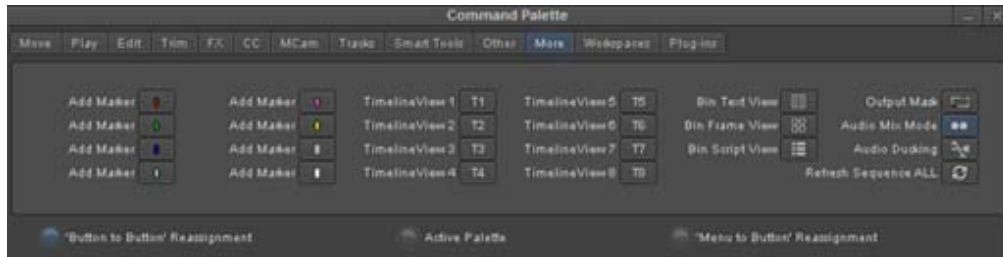 Command Palette
Move Play Edit Trim FX CC MCam Tracks Smart Tools Other More Workspaces Plug-ins
Add Marker Add Marker TimelineView 1 T1 TimelineView 5 T5 Bin Text View Output Mask
Add Marker Add Marker TimelineView 2 T2 TimelineView 6 T6 Bin Frame View Audio Mix Mode
Add Marker Add Marker TimelineView 3 T3 TimelineView 7 T7 Bin Script View Audio Ducking
Add Marker Add Marker TimelineView 4 T4 TimelineView 8 T8 Refresh Sequence ALL
'Button to Button' Reassignment Active Palette 'Menu to Button' Reassignment